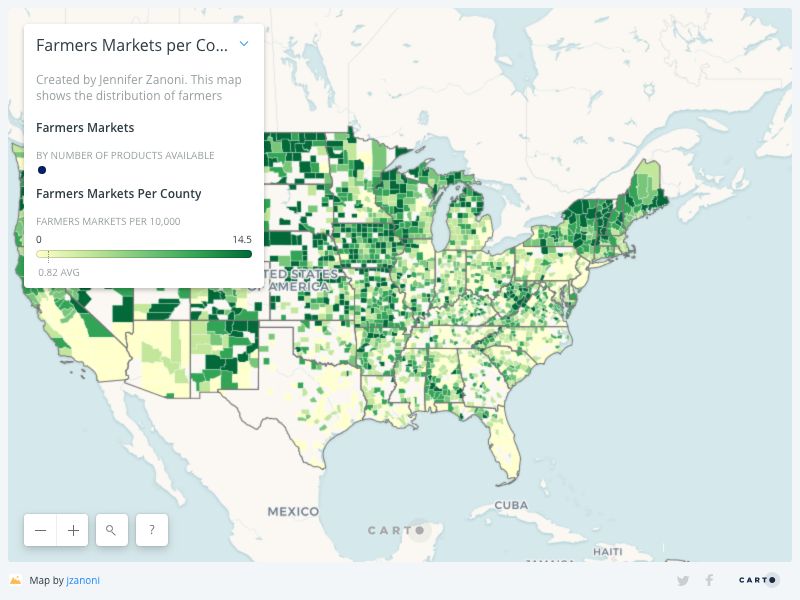 Farmers Markets per Co...
Created by Jennifer Zanoni. This map
shows the distribution of farmers
Farmers Markets
BY NUMBER OF PRODUCTS AVAILABLE
Farmers Markets Per County
FARMERS MARKETS PER 10,000
0 14.5
0.82 AVG
TED STATES
OF AMERICA
MEXICO
CUBA
CARTO
HAITI
JAMAICA
− + ?
Map by jzanoni
CARTO